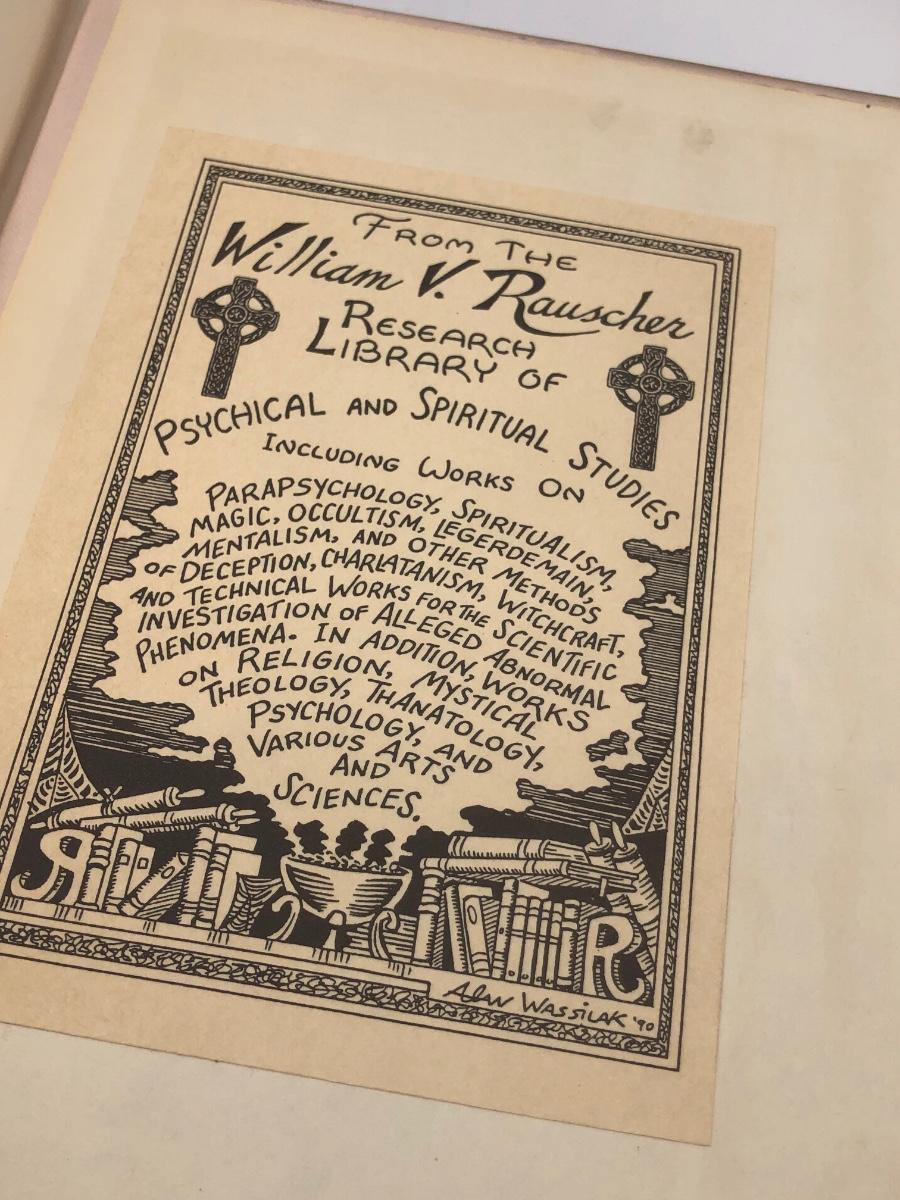 From the
William V. Rauscher
Research
Library of
Psychical and Spiritual Studies
Including Works on
Parapsychology, Spiritualism,
Magic, Occultism, Legerdemain,
Mentalism, and other Methods
of Deception, Charlatanism, Witchcraft,
and Technical Works for the Scientific
Investigation of Alleged Abnormal
Phenomena. In addition, Works
on Religion, Mystical
Theology, Thanatology,
Psychology, and
Various Arts
and
Sciences.
R
R
Alan Wassilak '90